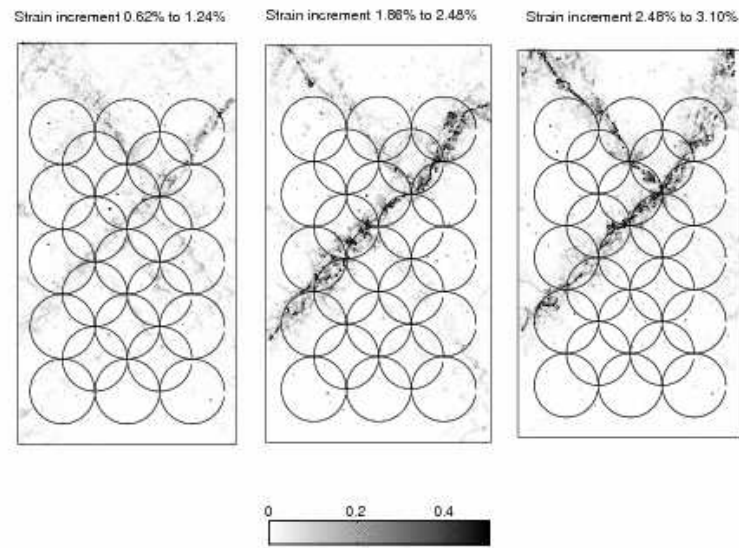 Strain increment 0.62% to 1.24%
Strain increment 1.86% to 2.48%
Strain increment 2.48% to 3.10%
0 0.2 0.4